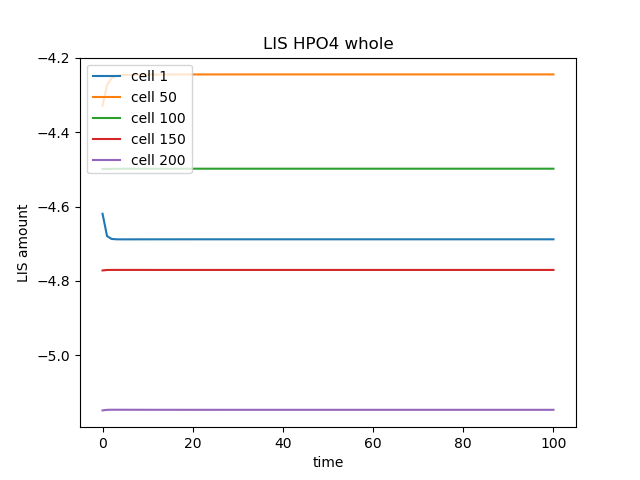 LIS HPO4 whole
−4.2
−4.4
−4.6
−4.8
−5.0
LIS amount
cell 1
cell 50
cell 100
cell 150
cell 200
0 20 40 60 80 100
time